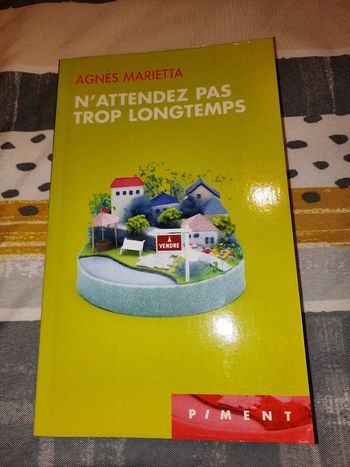 AGNÈS MARIETTA
N'ATTENDEZ PAS
TROP LONGTEMPS
À
VENDRE
PIMENT